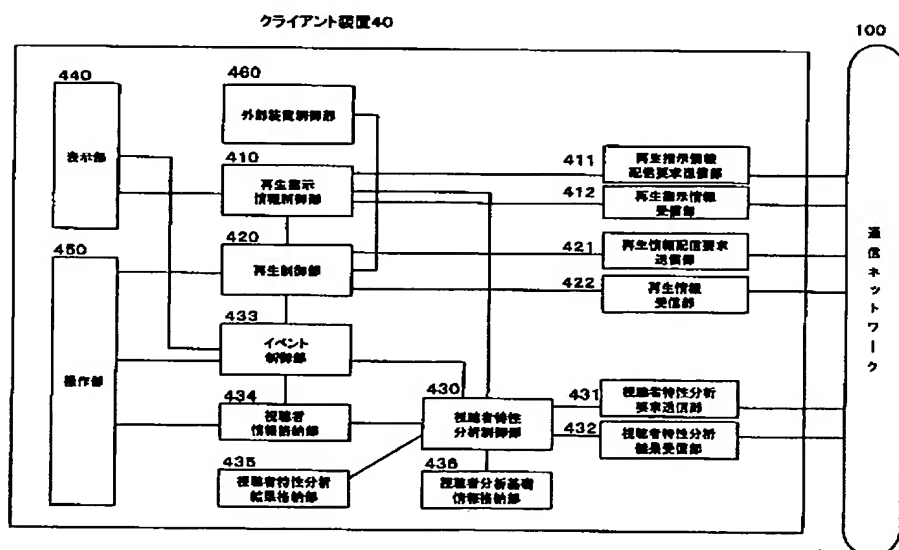 クライアント装置40
100
440
表示部
460
外部装置制御部
410
再生指示
情報制御部
411
再生指示情報
配信要求送信部
412
再生指示情報
受信部
420
再生制御部
421
再生情報配信要求
送信部
422
再生情報
受信部
450
操作部
433
イベント
制御部
434
視聴者
情報格納部
430
視聴者特性
分析制御部
431
視聴者特性分析
要求送信部
432
視聴者特性分析
結果受信部
435
視聴者特性分析
結果格納部
436
視聴者分析基礎
情報格納部
通信ネットワーク